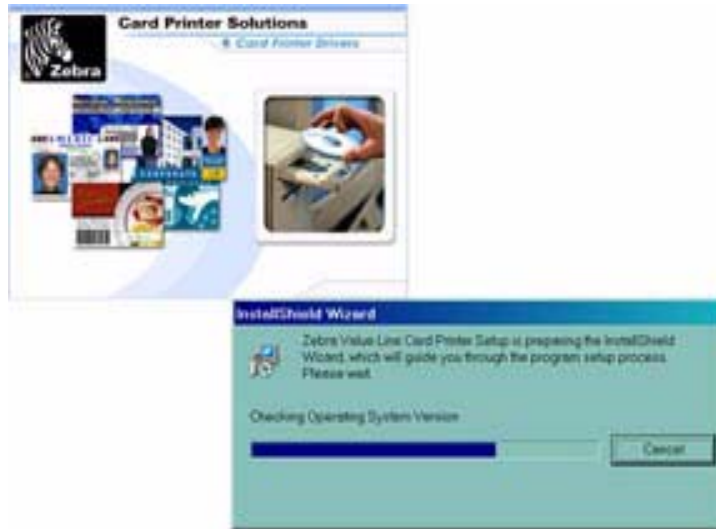 Card Printer Solutions
Card Printer Drivers
Zebra
CORPORATE
InstallShield Wizard
Zebra Value Line Card Printer Setup is preparing the InstallShield
Wizard, which will guide you through the program setup process.
Please wait.
Checking Operating System Version
Cancel